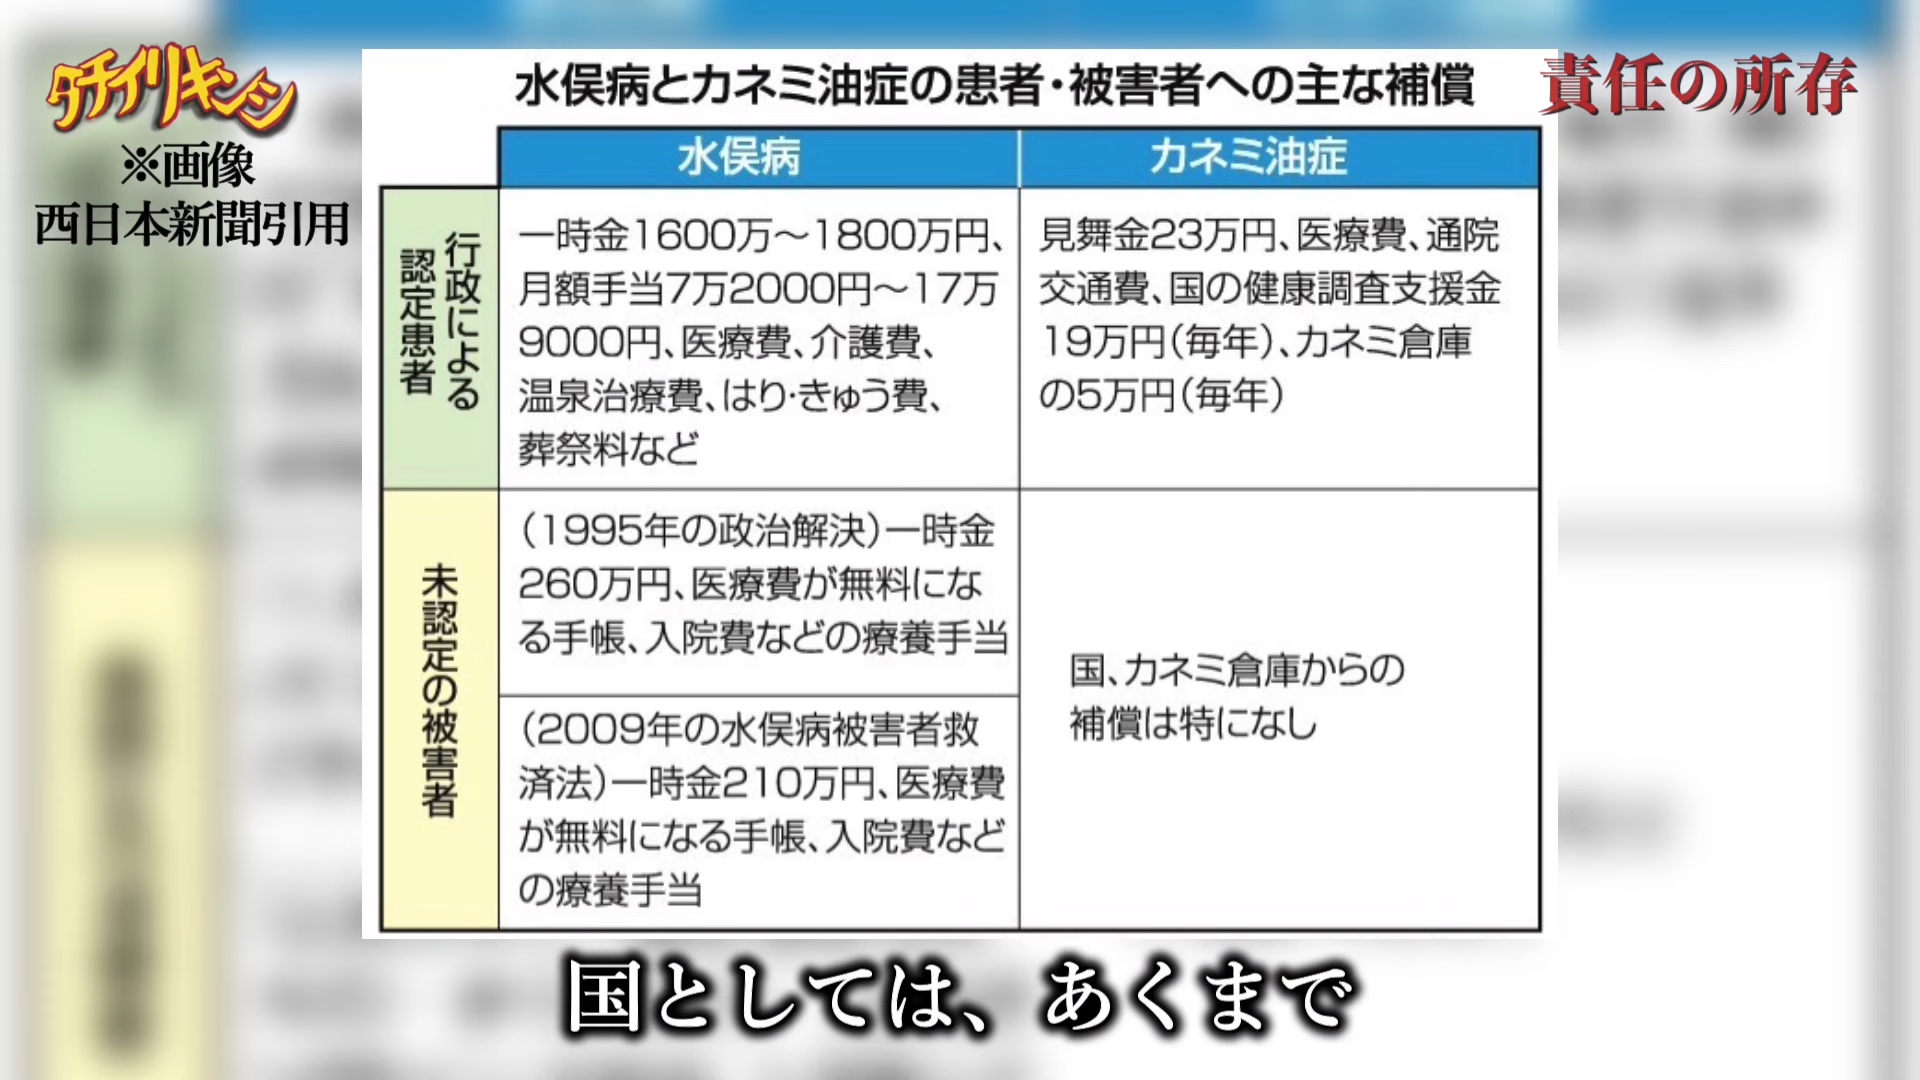 タチイリキンシ
※画像
西日本新聞引用
責任の所存
水俣病とカネミ油症の患者・被害者への主な補償
水俣病
カネミ油症
行政による
認定患者
一時金1600万～1800万円、
月額手当7万2000円～17万
9000円、医療費、介護費、
温泉治療費、はり・きゅう費、
葬祭料など
見舞金23万円、医療費、通院
交通費、国の健康調査支援金
19万円（毎年）、カネミ倉庫
の5万円（毎年）
未認定の被害者
（1995年の政治解決）一時金
260万円、医療費が無料にな
る手帳、入院費などの療養手当
（2009年の水俣病被害者救
済法）一時金210万円、医療費
が無料になる手帳、入院費など
の療養手当
国、カネミ倉庫からの
補償は特になし
国としては、あくまで